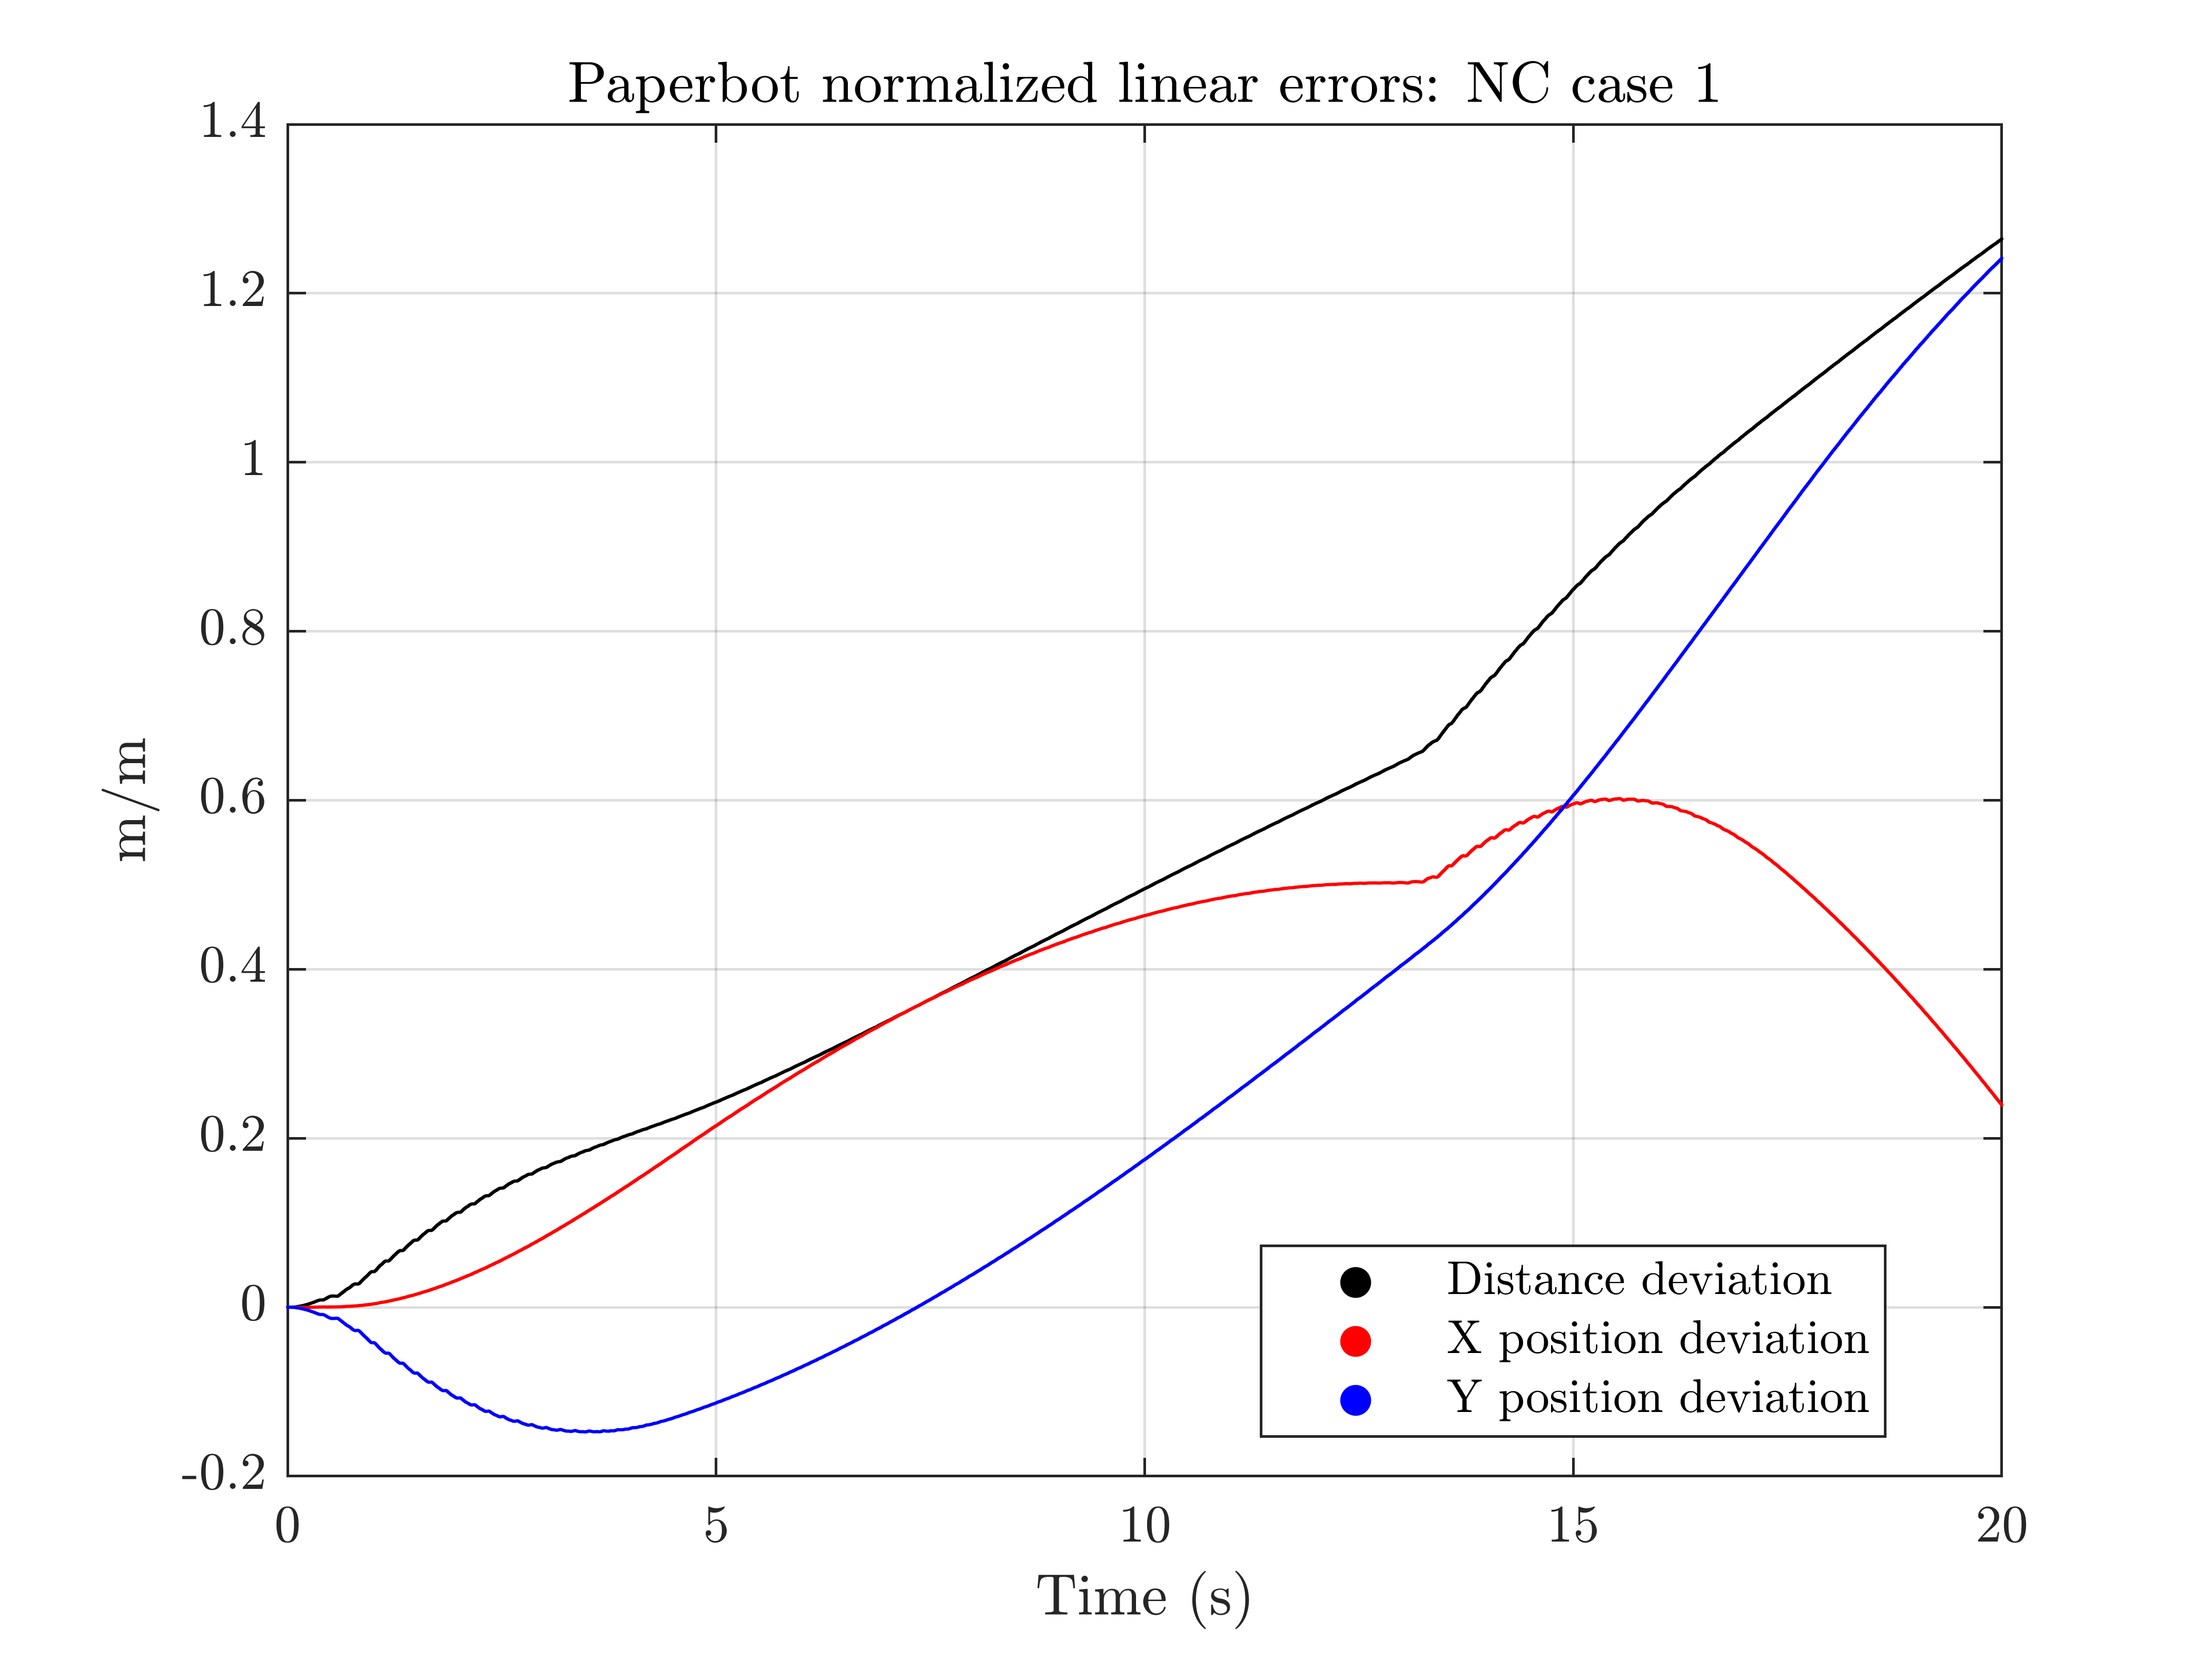 Paperbot normalized linear errors: NC case 1
1.4
1.2
1
0.8
0.6
0.4
0.2
0
-0.2
m/m
0 5 10 15 20
Time (s)
Distance deviation
X position deviation
Y position deviation